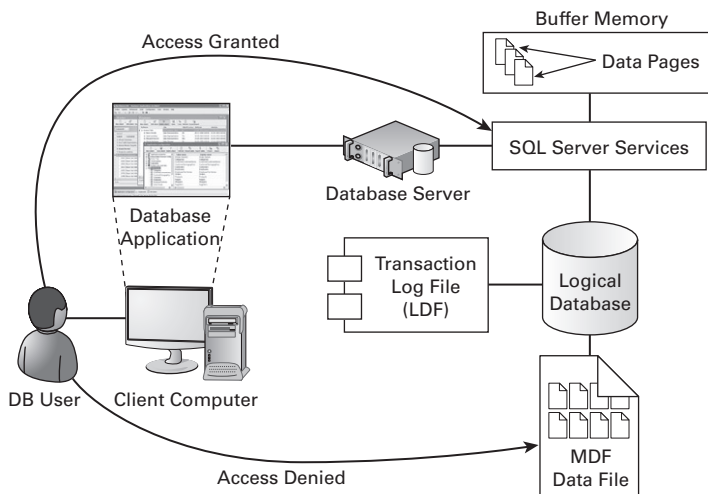 Buffer Memory
Access Granted
Data Pages
SQL Server Services
Database Server
Database
Application
Transaction
Log File
(LDF)
Logical
Database
DB User
Client Computer
MDF
Data File
Access Denied